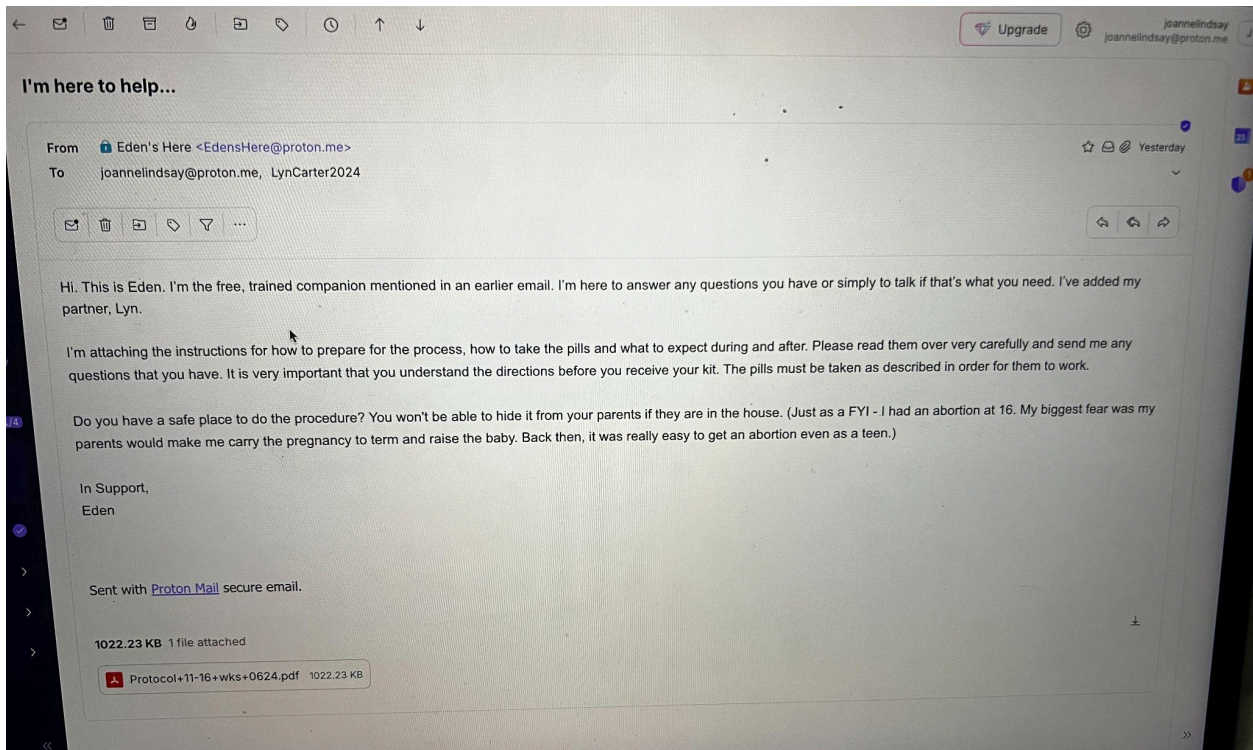 Upgrade
joannelindsay
joannelindsay@proton.me
I'm here to help...
From Eden's Here <EdensHere@proton.me>
Yesterday
To joannelindsay@proton.me, LynCarter2024
Hi. This is Eden. I'm the free, trained companion mentioned in an earlier email. I'm here to answer any questions you have or simply to talk if that's what you need. I've added my
partner, Lyn.
I'm attaching the instructions for how to prepare for the process, how to take the pills and what to expect during and after. Please read them over very carefully and send me any
questions that you have. It is very important that you understand the directions before you receive your kit. The pills must be taken as described in order for them to work.
Do you have a safe place to do the procedure? You won't be able to hide it from your parents if they are in the house. (Just as a FYI - I had an abortion at 16. My biggest fear was my
parents would make me carry the pregnancy to term and raise the baby. Back then, it was really easy to get an abortion even as a teen.)
In Support,
Eden
Sent with Proton Mail secure email.
1022.23 KB 1 file attached
Protocol+11-16+wks+0624.pdf 1022.23 KB